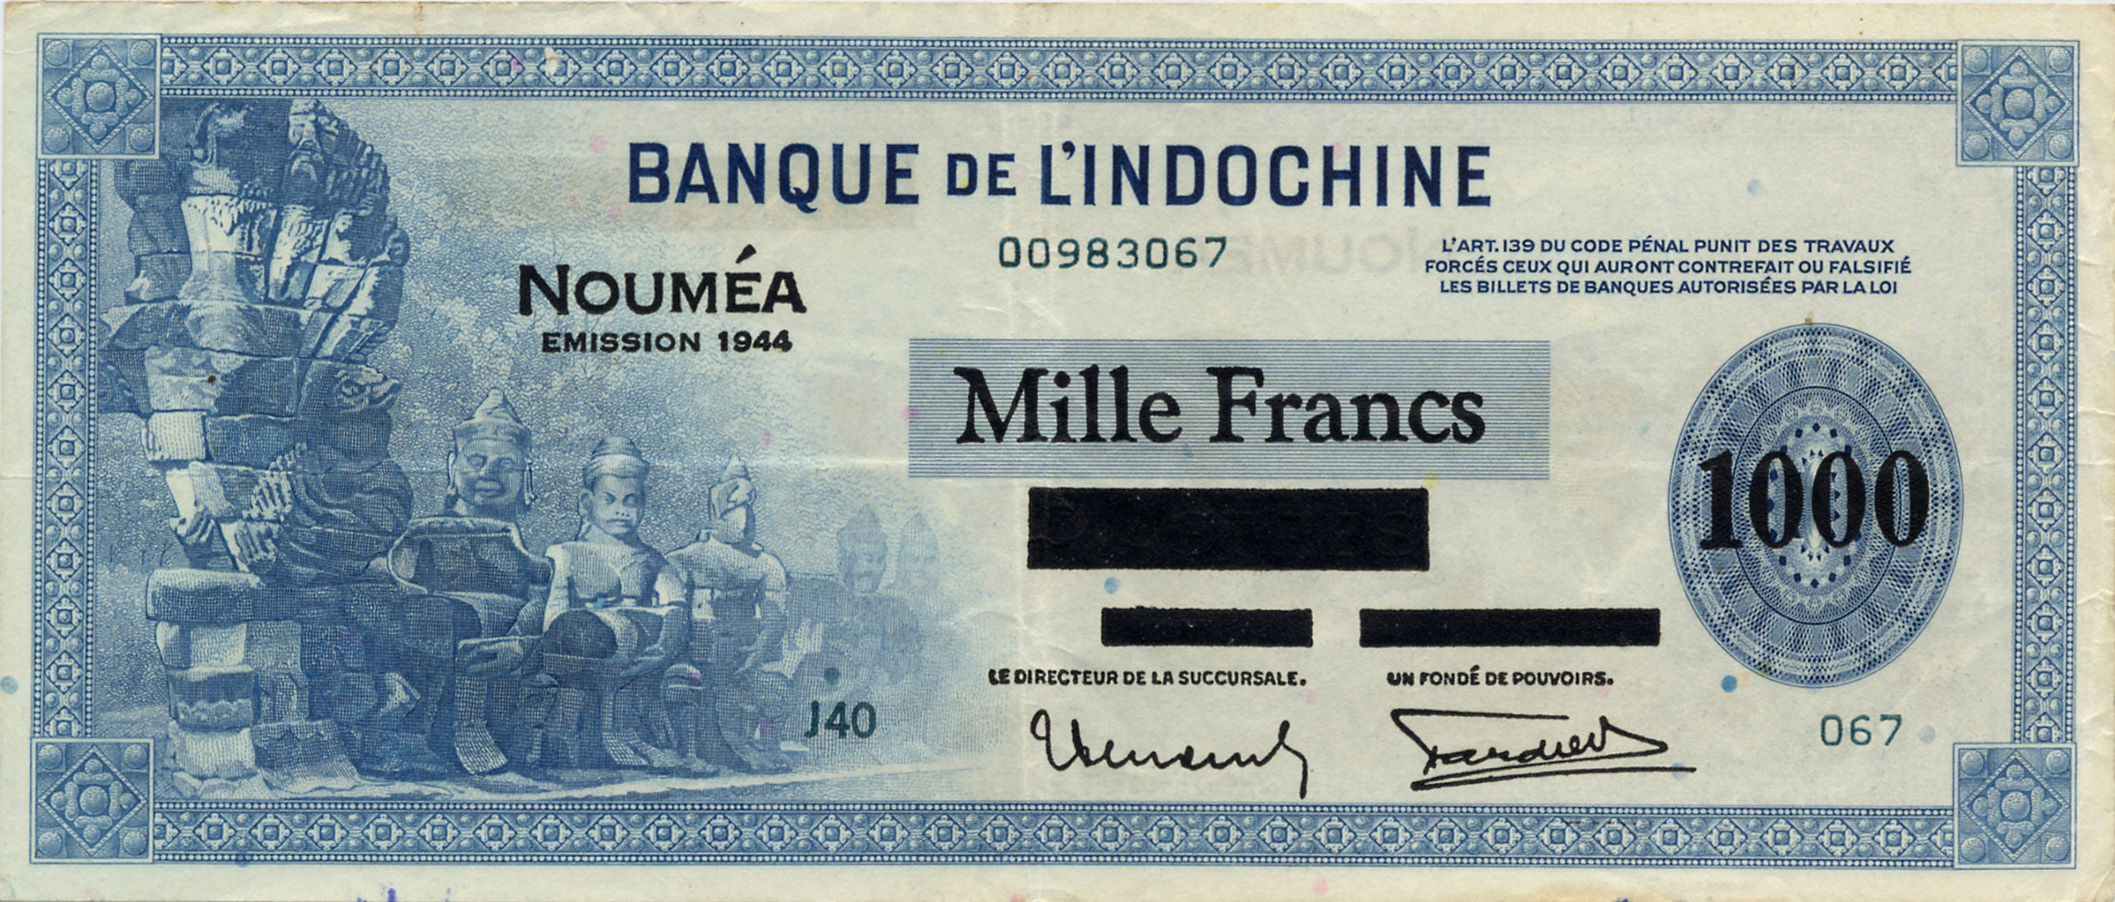 BANQUE DE L'INDOCHINE
00983067
NOUMÉA
EMISSION 1944
L'ART. 139 DU CODE PÉNAL PUNIT DES TRAVAUX
FORCÉS CEUX QUI AURONT CONTREFAIT OU FALSIFIÉ
LES BILLETS DE BANQUES AUTORISÉES PAR LA LOI
Mille Francs
1000
LE DIRECTEUR DE LA SUCCURSALE.
UN FONDÉ DE POUVOIRS.
J40
067